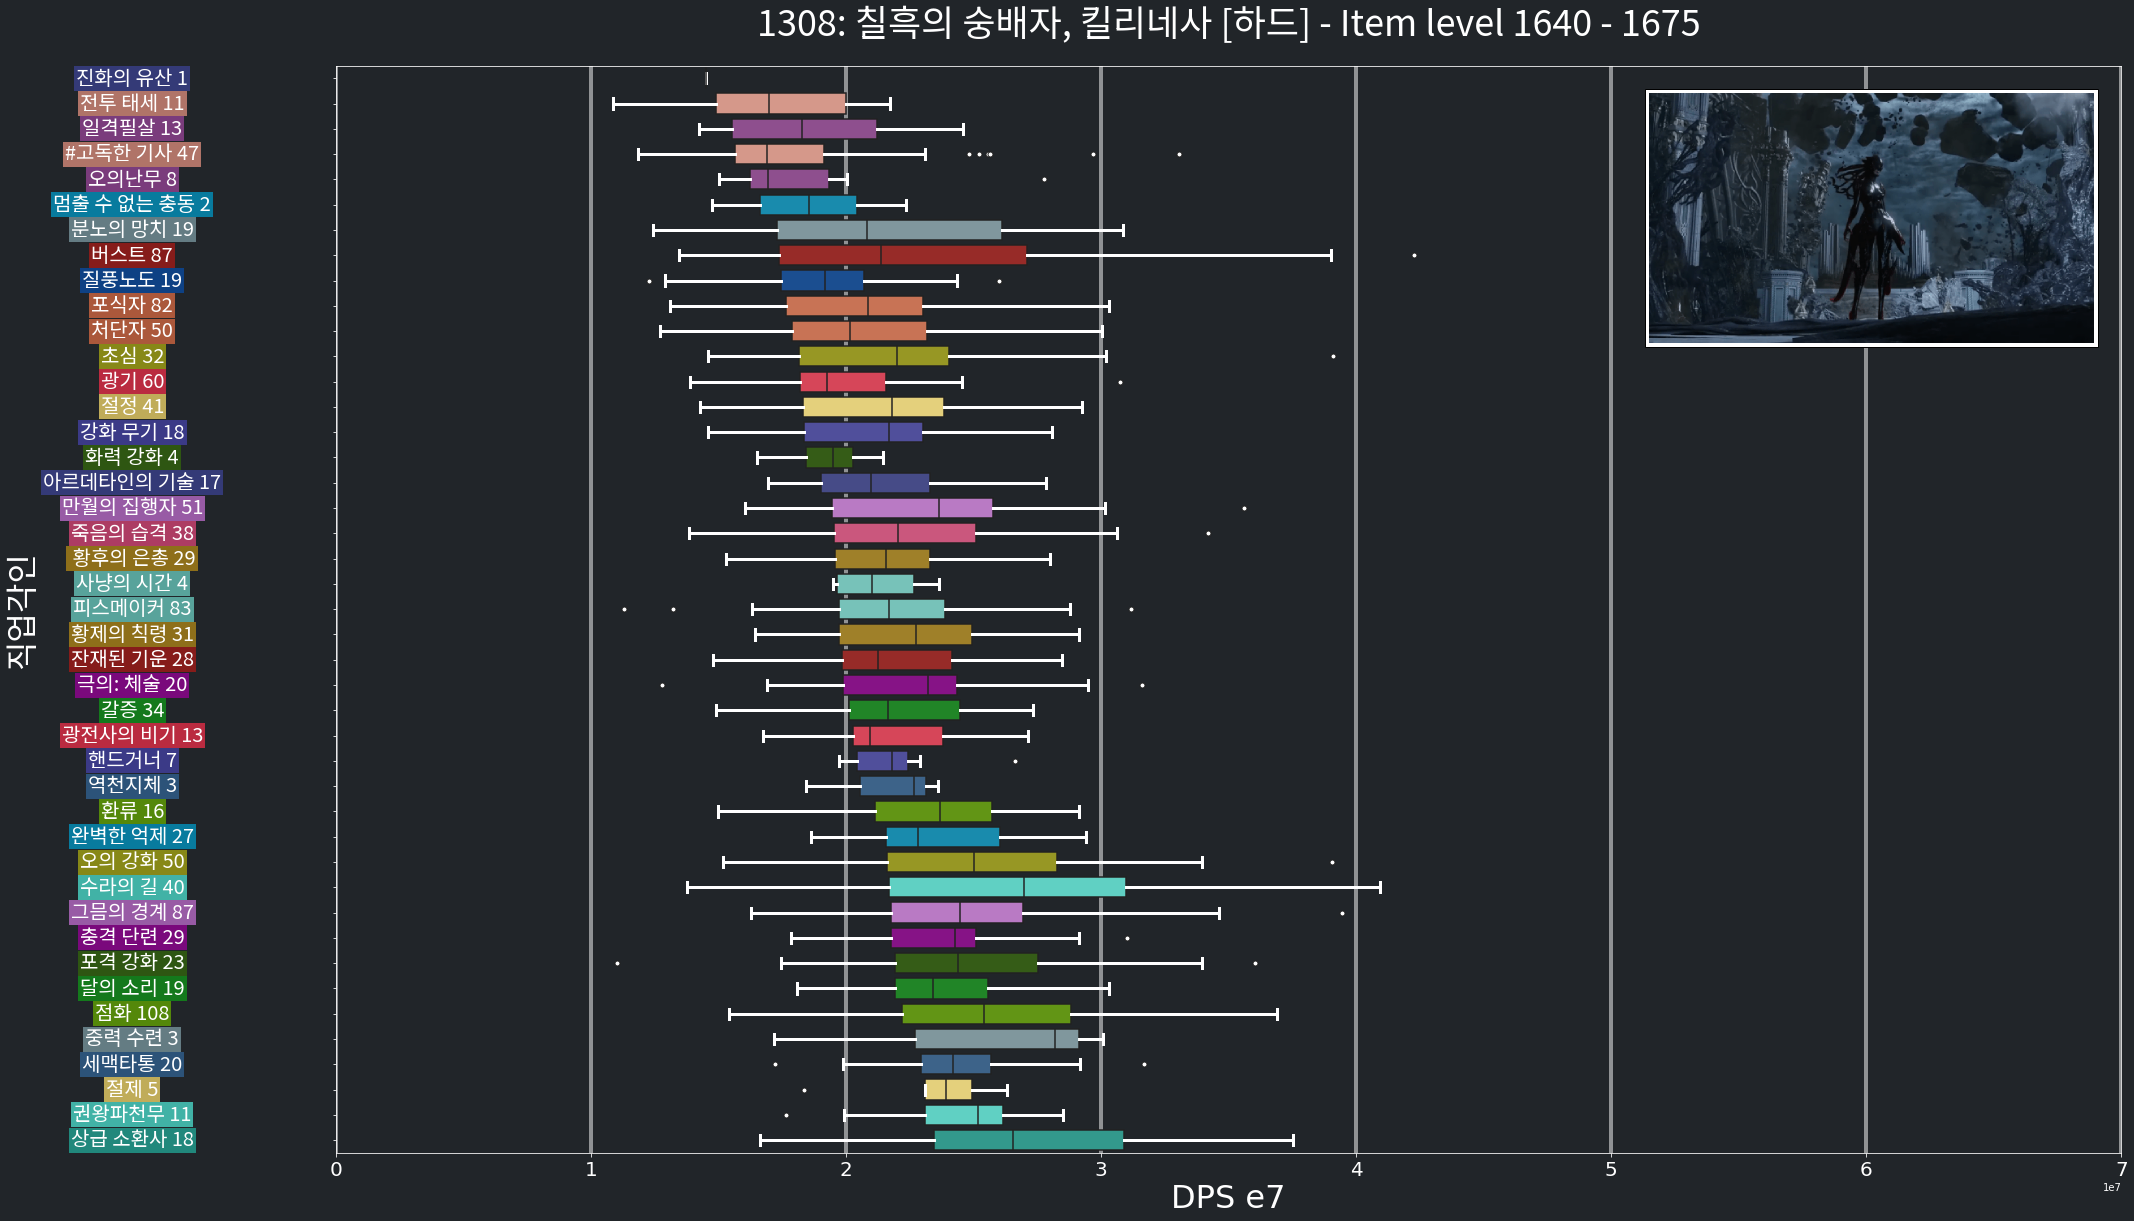 1308: 칠흑의 숭배자, 킬리네사 [하드] - Item level 1640 - 1675
진화의 유산 1
전투 태세 11
일격필살 13
#고독한 기사 47
오의난무 8
멈출 수 없는 충동 2
분노의 망치 19
버스트 87
질풍노도 19
포식자 82
처단자 50
초심 32
광기 60
절정 41
강화 무기 18
화력 강화 4
아르데타인의 기술 17
만월의 집행자 51
죽음의 습격 38
황후의 은총 29
사냥의 시간 4
피스메이커 83
황제의 칙령 31
잔재된 기운 28
극의: 체술 20
갈증 34
광전사의 비기 13
핸드거너 7
역천지체 3
환류 16
완벽한 억제 27
오의 강화 50
수라의 길 40
그믐의 경계 87
충격 단련 29
포격 강화 23
달의 소리 19
점화 108
중력 수련 3
세맥타통 20
절제 5
권왕파천무 11
상급 소환사 18
직업각인
0 1 2 3 4 5 6 7
1e7
DPS e7